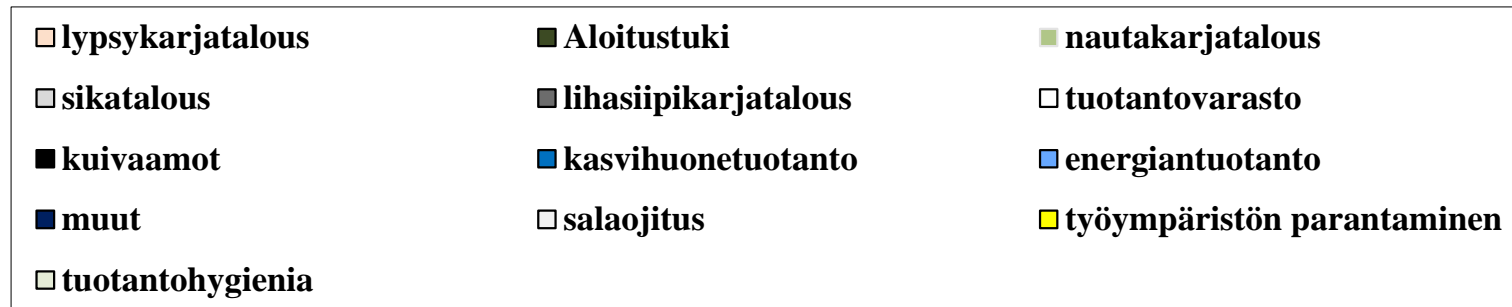 lypsykarjatalous Aloitustuki nautakarjatalous
sikatalous lihasiipikarjatalous tuotantovarasto
kuivaamot kasvihuonetuotanto energiantuotanto
muut salaojitus työympäristön parantaminen
tuotantohygienia